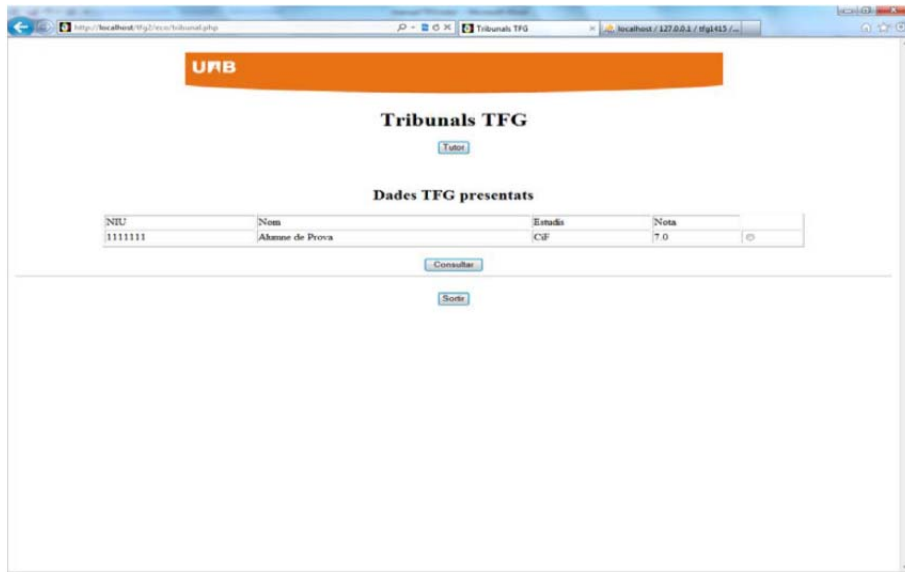 http://localhost/tfg2/eco/tribunal.php
Tribunals TFG
localhost / 127.0.0.1 / tfg1415 /...
UAB
Tribunals TFG
Tutor
Dades TFG presentats
NIU Nom Estudis Nota
1111111 Alumne de Prova CiF 7.0
Consultar
Sortir